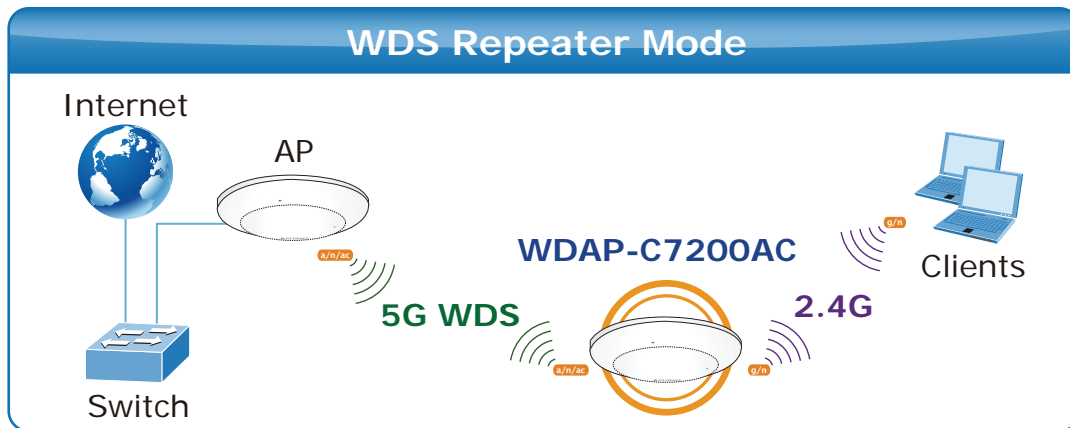 WDS Repeater Mode
Internet
AP
a/n/ac
5G WDS
WDAP-C7200AC
a/n/ac
g/n
2.4G
g/n
Clients
Switch